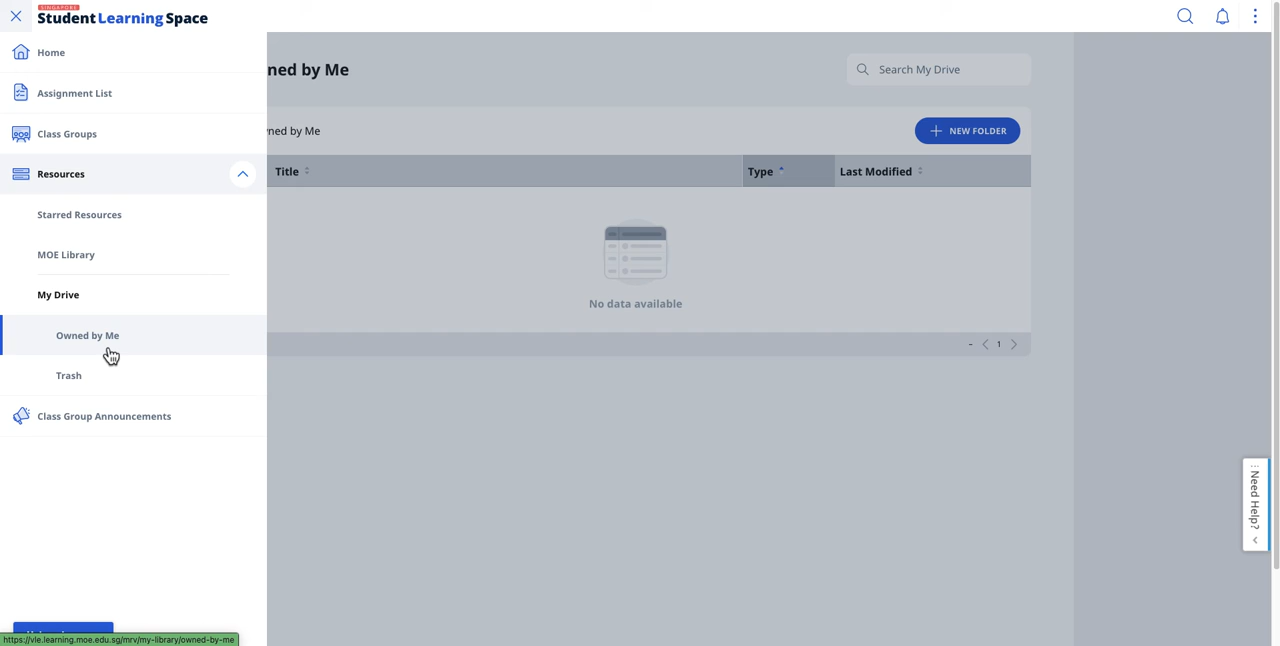 SINGAPORE
Student Learning Space
Home
Assignment List
Class Groups
Resources
Starred Resources
MOE Library
My Drive
Owned by Me
Trash
Class Group Announcements
https://vle.learning.moe.edu.sg/mrv/my-library/owned-by-me
ned by Me
Search My Drive
ned by Me
NEW FOLDER
Title
Type
Last Modified
No data available
- 1
Need Help?